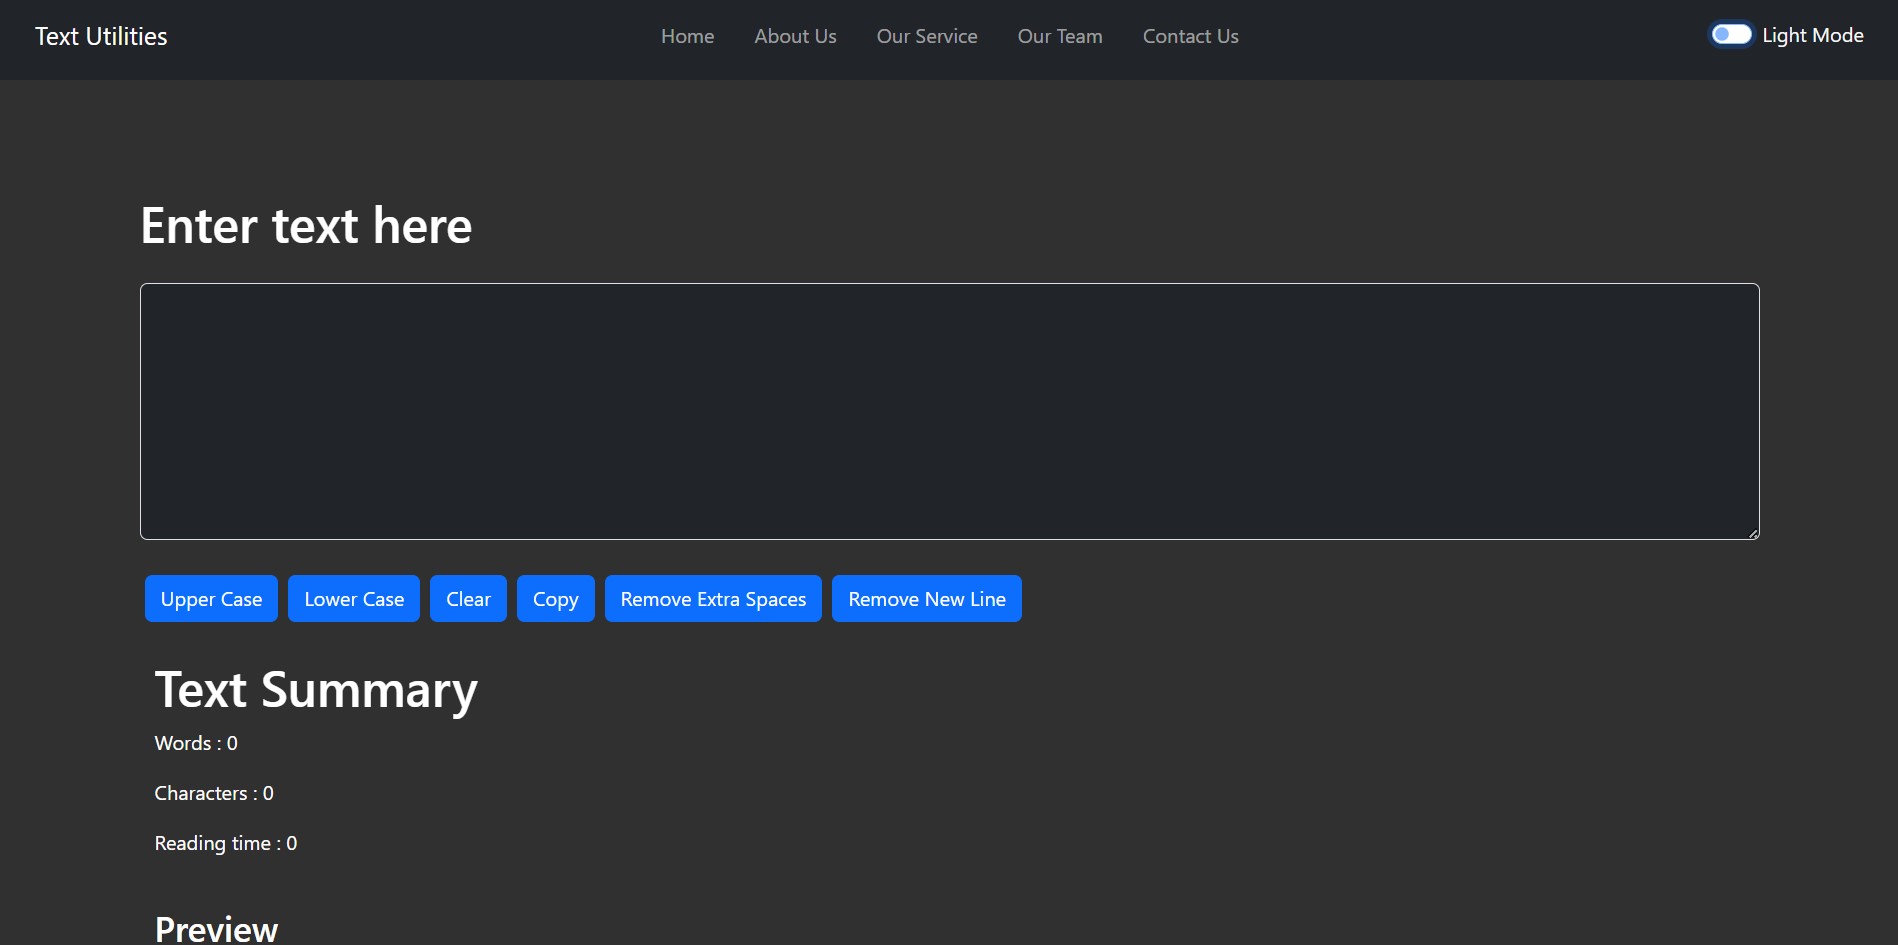 Text Utilities
Home About Us Our Service Our Team Contact Us
Light Mode
Enter text here
Upper Case Lower Case Clear Copy Remove Extra Spaces Remove New Line
Text Summary
Words : 0
Characters : 0
Reading time : 0
Preview